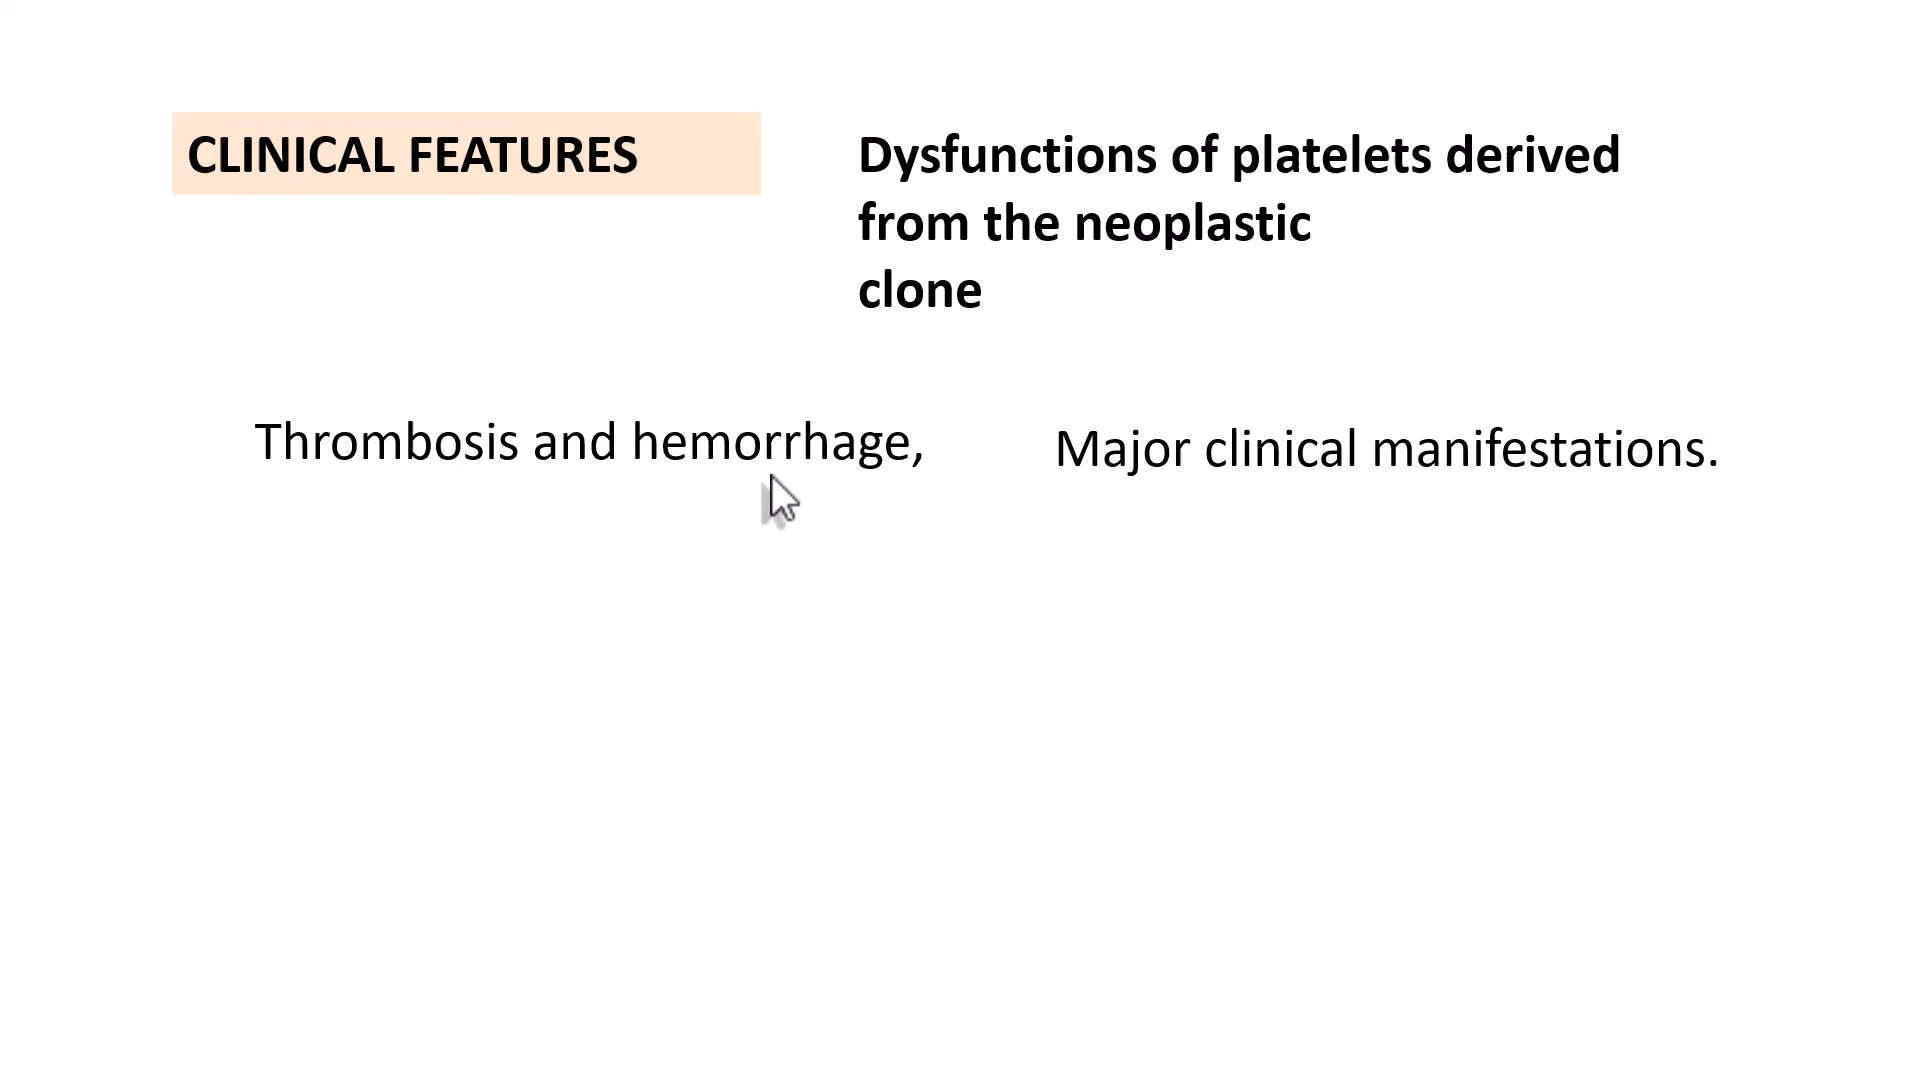 CLINICAL FEATURES
Dysfunctions of platelets derived
from the neoplastic
clone
Thrombosis and hemorrhage,
Major clinical manifestations.